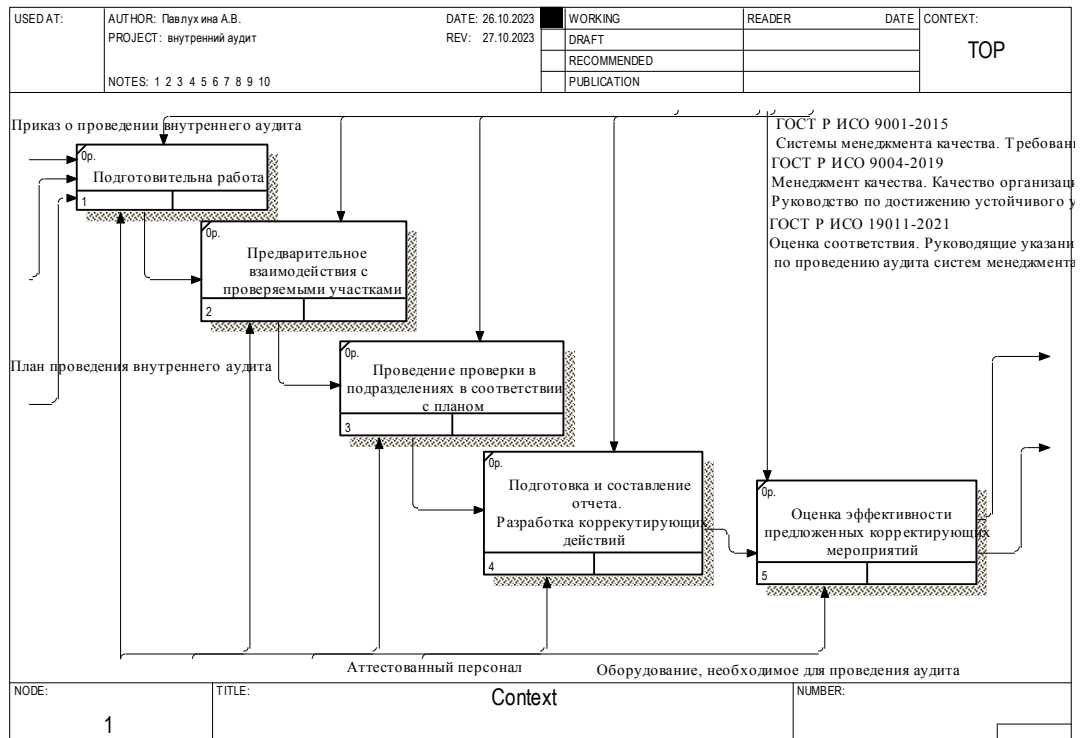 USED AT:
AUTHOR: Павлухина А.В.
DATE: 26.10.2023
WORKING
READER
DATE
CONTEXT:
PROJECT: внутренний аудит
REV: 27.10.2023
DRAFT
TOP
RECOMMENDED
NOTES: 1 2 3 4 5 6 7 8 9 10
PUBLICATION
Приказ о проведении внутреннего аудита
ГОСТ Р ИСО 9001-2015
Системы менеджмента качества. Требован
ГОСТ Р ИСО 9004-2019
Менеджмент качества. Качество организаци
Руководство по достижению устойчивого у
ГОСТ Р ИСО 19011-2021
Оценка соответствия. Руководящие указани
по проведению аудита систем менеджмента
0р.
Подготовительна работа
1
0р.
Предварительное
взаимодействия с
проверяемыми участками
2
План проведения внутреннего аудита
0р.
Проведение проверки в
подразделениях в соответствии
с планом
3
0р.
Подготовка и составление
отчета.
Разработка коррекутирующих
действий
4
0р.
Оценка эффективности
предложенных корректирующих
мероприятий
5
Аттестованный персонал
Оборудование, необходимое для проведения аудита
NODE:
TITLE:
NUMBER:
Context
1